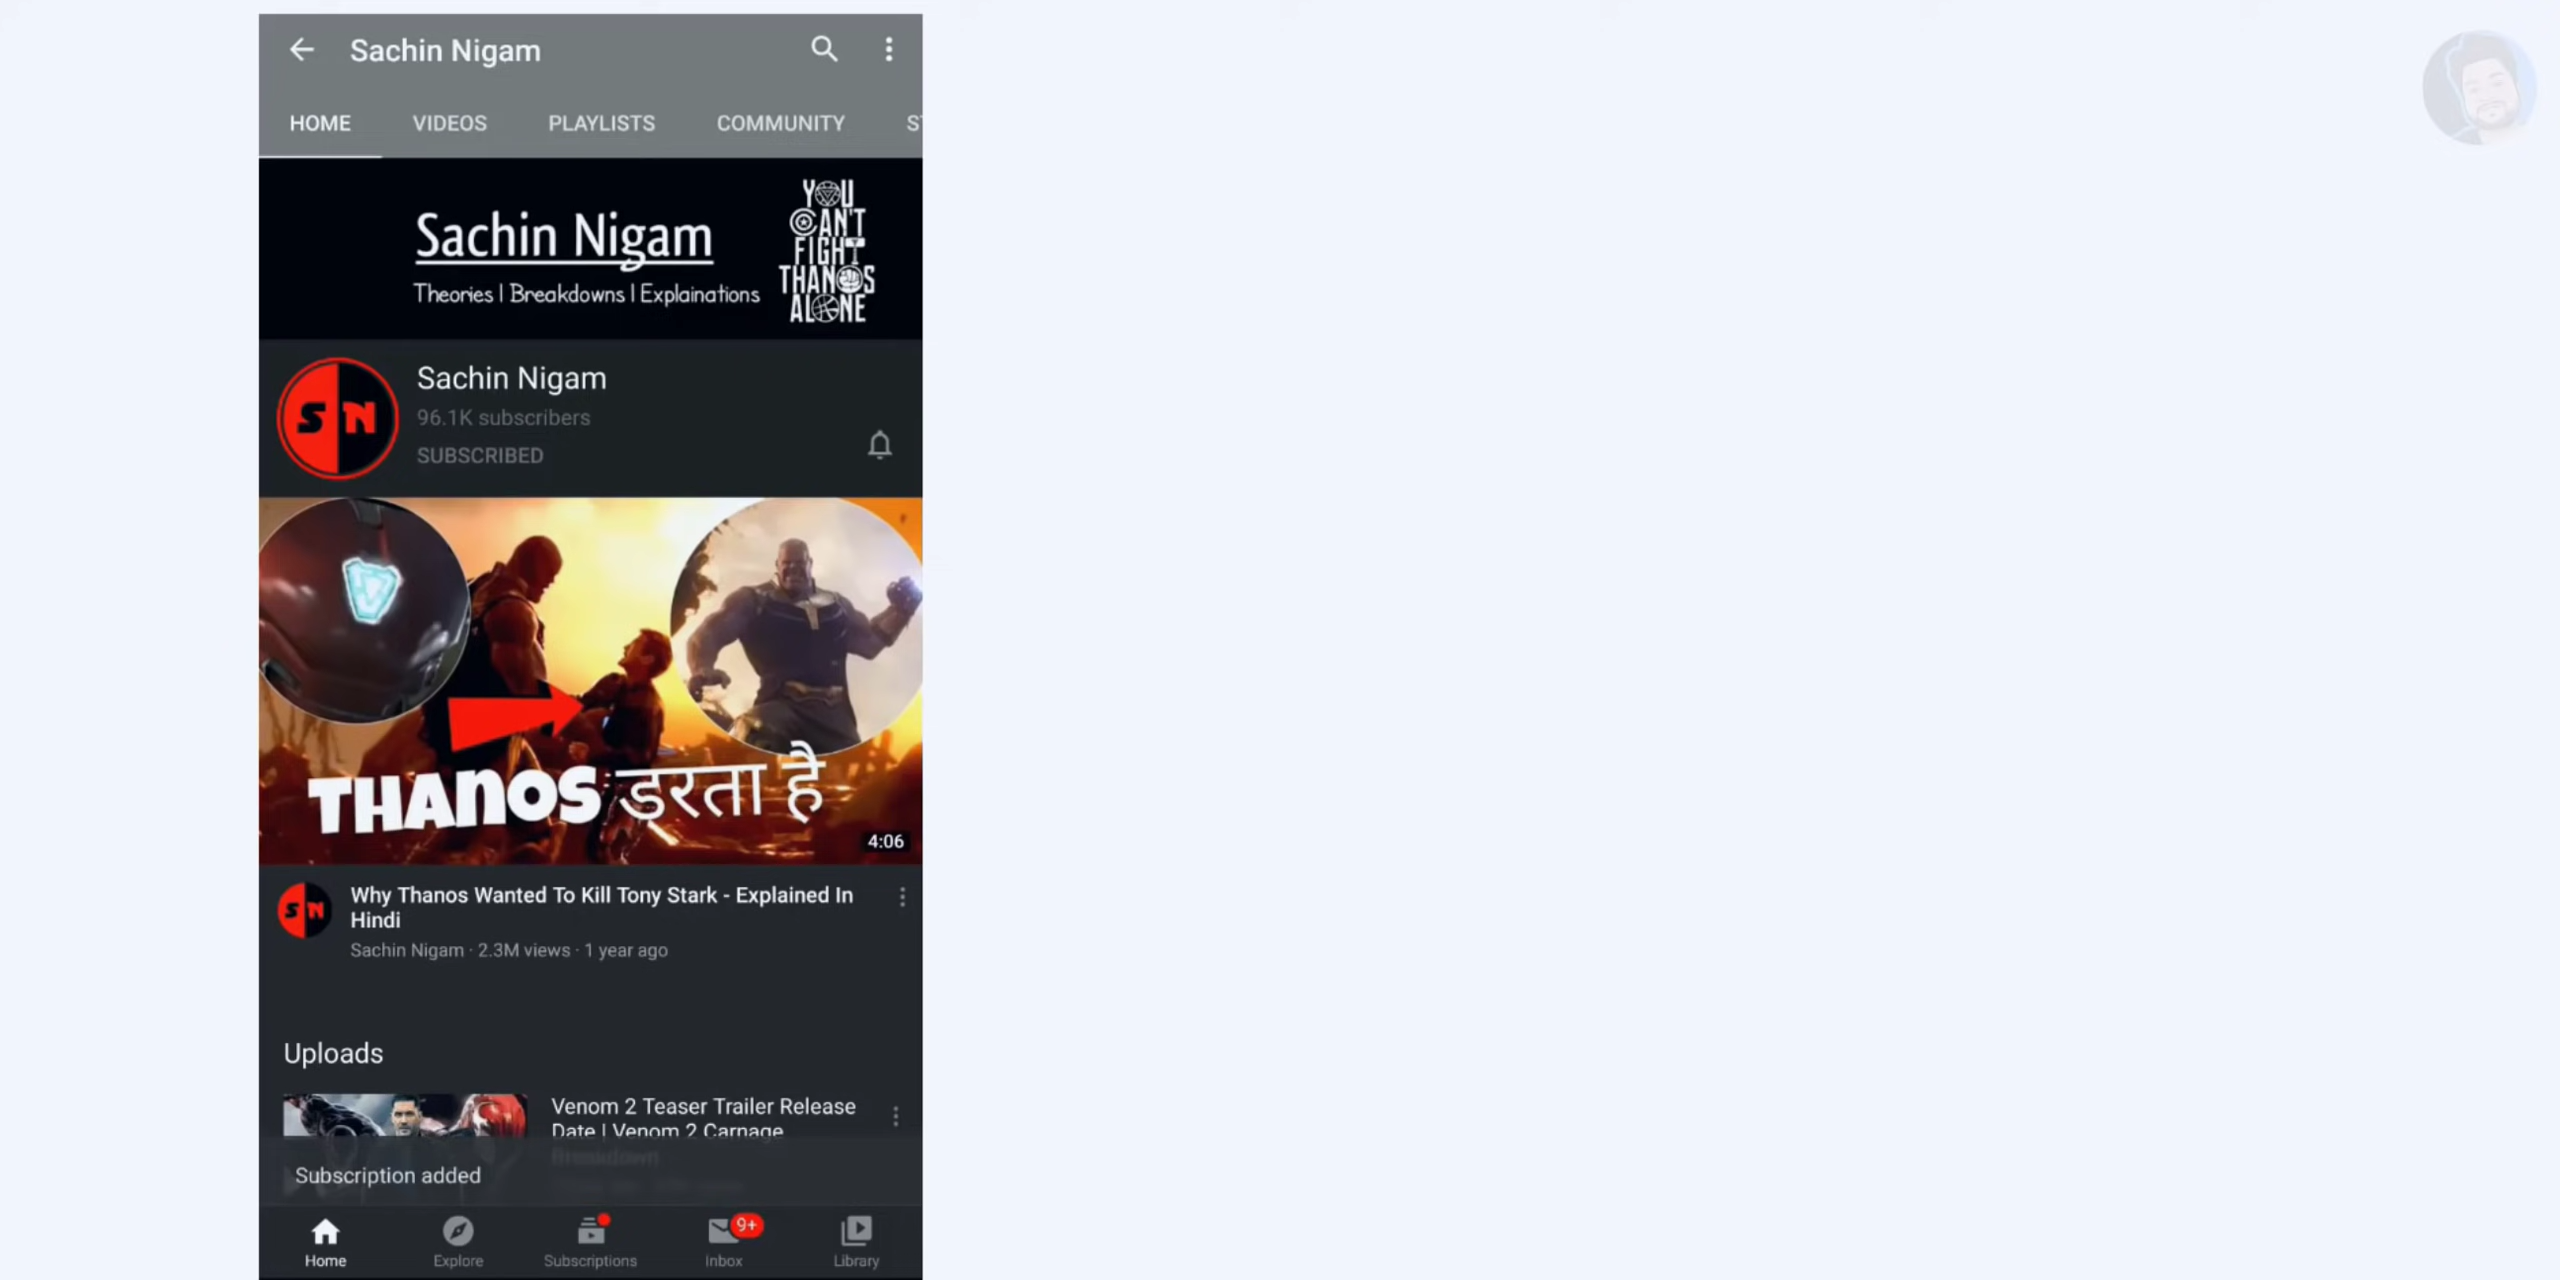 Sachin Nigam
HOME VIDEOS PLAYLISTS COMMUNITY
Sachin Nigam
Theories | Breakdowns | Explainations
YOU
CAN'T
FIGHT
THANOS
ALONE
S N
Sachin Nigam
96.1K subscribers
SUBSCRIBED
THANOS ड़रता है
4:06
S N
Why Thanos Wanted To Kill Tony Stark - Explained In
Hindi
Sachin Nigam · 2.3M views · 1 year ago
Uploads
Venom 2 Teaser Trailer Release
Date | Venom 2 Carnage
Breakdown
Subscription added
9+
Home Explore Subscriptions Inbox Library